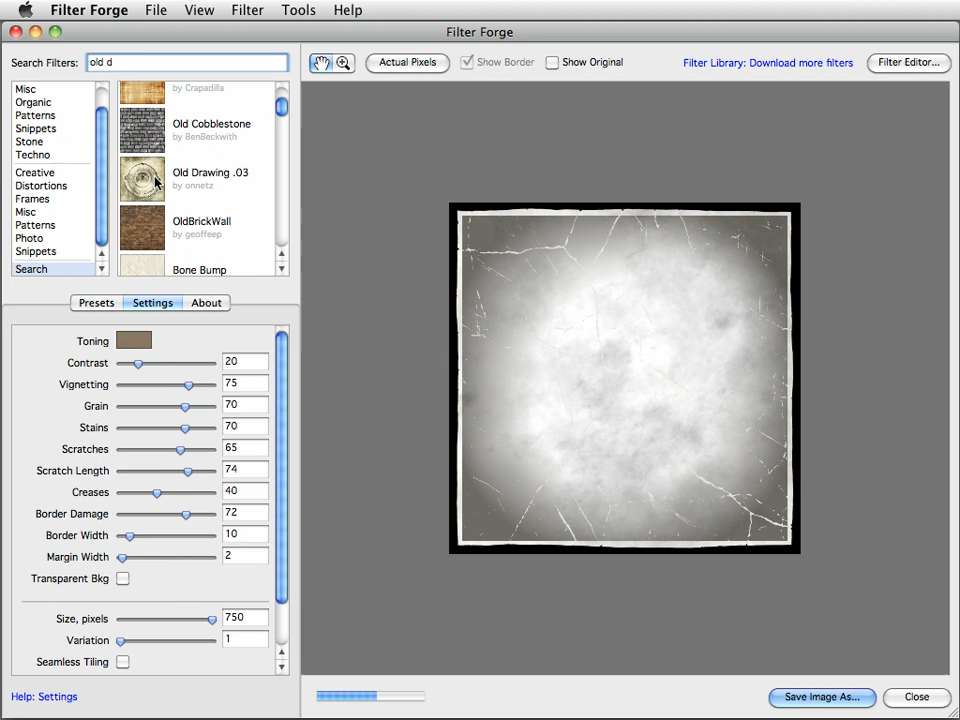 Filter Forge File View Filter Tools Help
Filter Forge
Search Filters: old d
Actual Pixels
Show Border
Show Original
Filter Library: Download more filters
Filter Editor...
Misc
Organic
Patterns
Snippets
Stone
Techno
Creative
Distortions
Frames
Misc
Patterns
Photo
Snippets
Search
by Crapadilla
Old Cobblestone
by BenBeckwith
Old Drawing .03
by onnetz
OldBrickWall
by geoffeep
Bone Bump
Presets Settings About
Toning
Contrast 20
Vignetting 75
Grain 70
Stains 70
Scratches 65
Scratch Length 74
Creases 40
Border Damage 72
Border Width 10
Margin Width 2
Transparent Bkg
Size, pixels 750
Variation 1
Seamless Tiling
Help: Settings
Save Image As...
Close